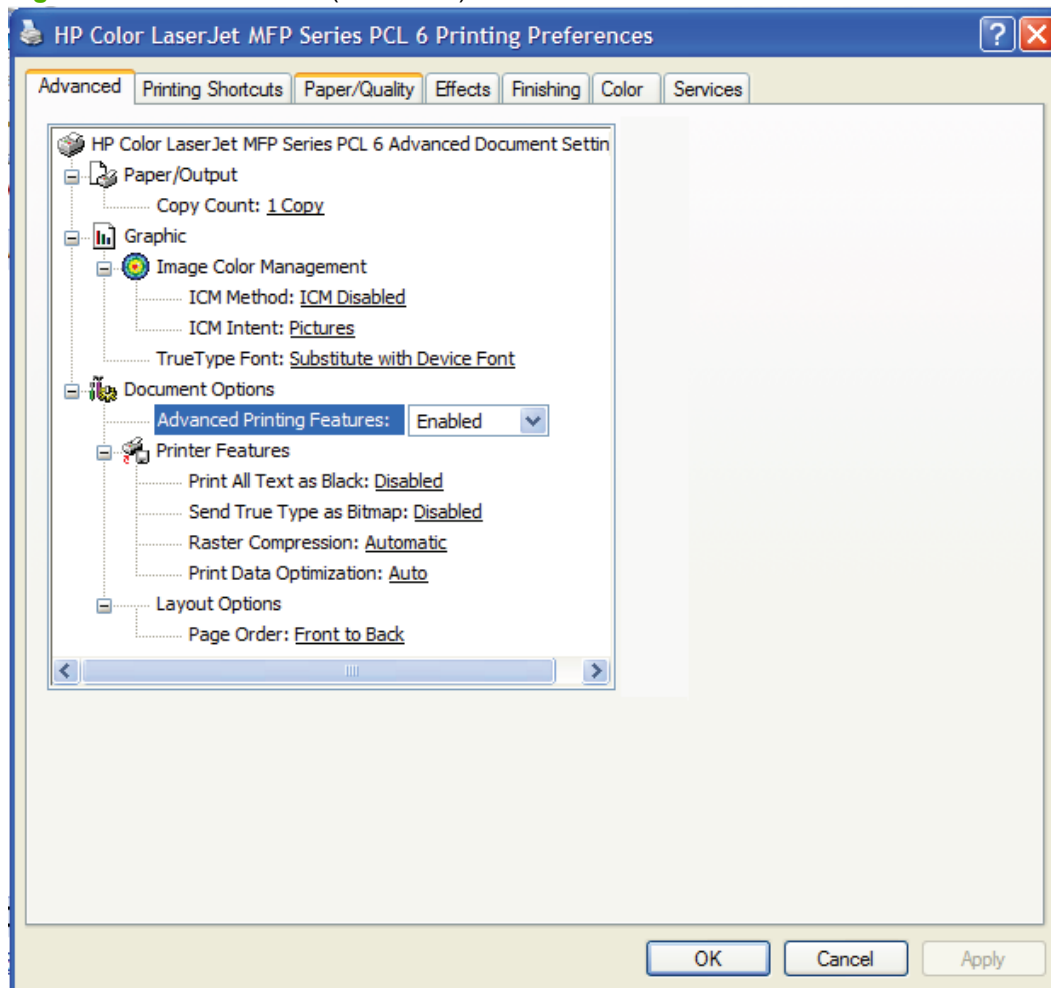 HP Color LaserJet MFP Series PCL 6 Printing Preferences
Advanced Printing Shortcuts Paper/Quality Effects Finishing Color Services
HP Color LaserJet MFP Series PCL 6 Advanced Document Settin
Paper/Output
Copy Count: 1 Copy
Graphic
Image Color Management
ICM Method: ICM Disabled
ICM Intent: Pictures
TrueType Font: Substitute with Device Font
Document Options
Advanced Printing Features: Enabled
Printer Features
Print All Text as Black: Disabled
Send True Type as Bitmap: Disabled
Raster Compression: Automatic
Print Data Optimization: Auto
Layout Options
Page Order: Front to Back
OK Cancel Apply